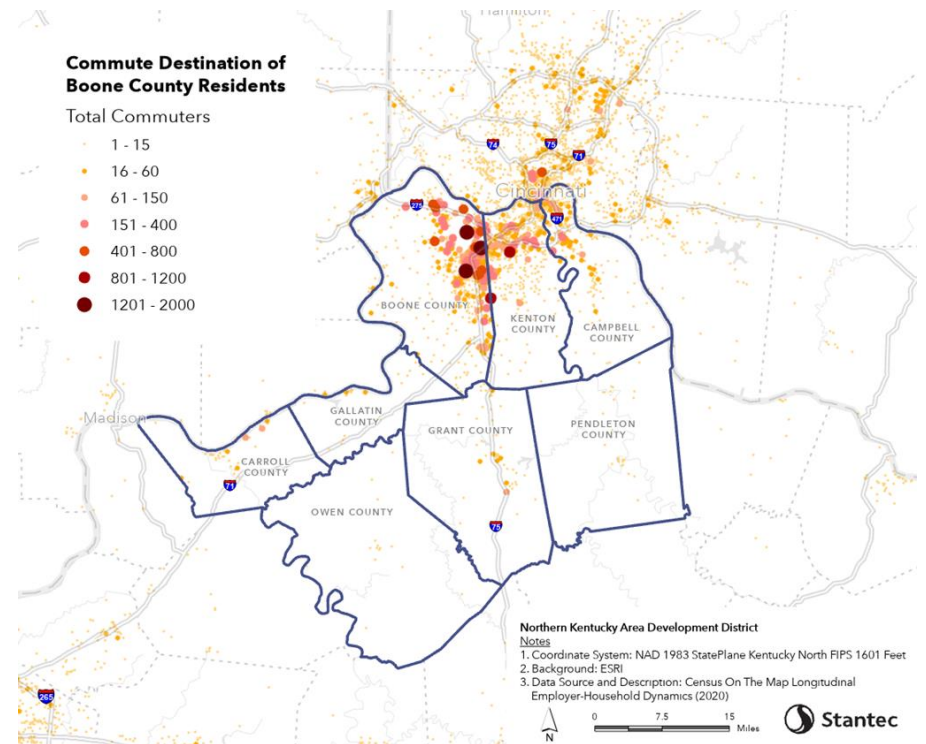 Hamilton
Commute Destination of
Boone County Residents
Total Commuters
1 - 15
16 - 60
61 - 150
151 - 400
401 - 800
801 - 1200
1201 - 2000
74
75
71
Cincinnati
275
471
BOONE COUNTY
KENTON
COUNTY
CAMPBELL
COUNTY
Madison
GALLATIN
COUNTY
GRANT COUNTY
PENDLETON
COUNTY
CARROLL
COUNTY
71
OWEN COUNTY
75
265
Northern Kentucky Area Development District
Notes
1. Coordinate System: NAD 1983 StatePlane Kentucky North FIPS 1601 Feet
2. Background: ESRI
3. Data Source and Description: Census On The Map Longitudinal
Employer-Household Dynamics (2020)
N
0 7.5 15
Miles
Stantec